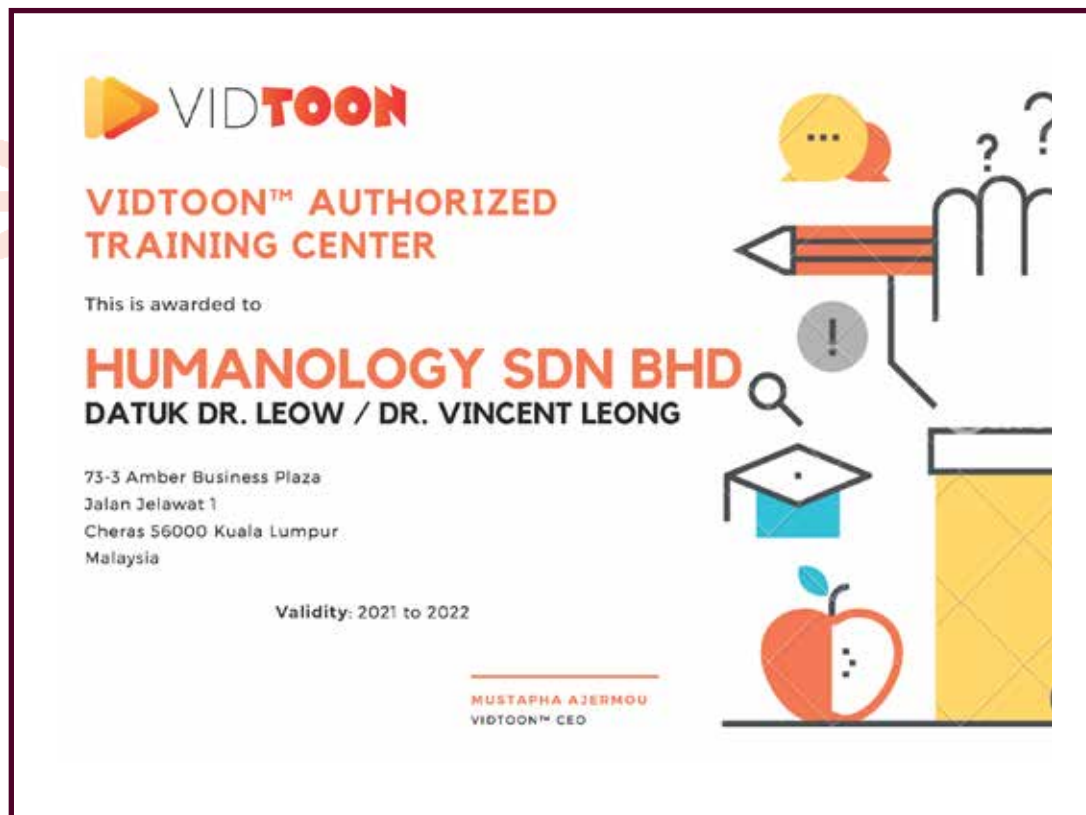 VIDTOON
VIDTOON™ AUTHORIZED
TRAINING CENTER
This is awarded to
HUMANOLOGY SDN BHD
DATUK DR. LEOW / DR. VINCENT LEONG
73-3 Amber Business Plaza
Jalan Jelawat 1
Cheras 56000 Kuala Lumpur
Malaysia
Validity: 2021 to 2022
MUSTAPHA AJERMOU
VIDTOON™ CEO
? ?
!